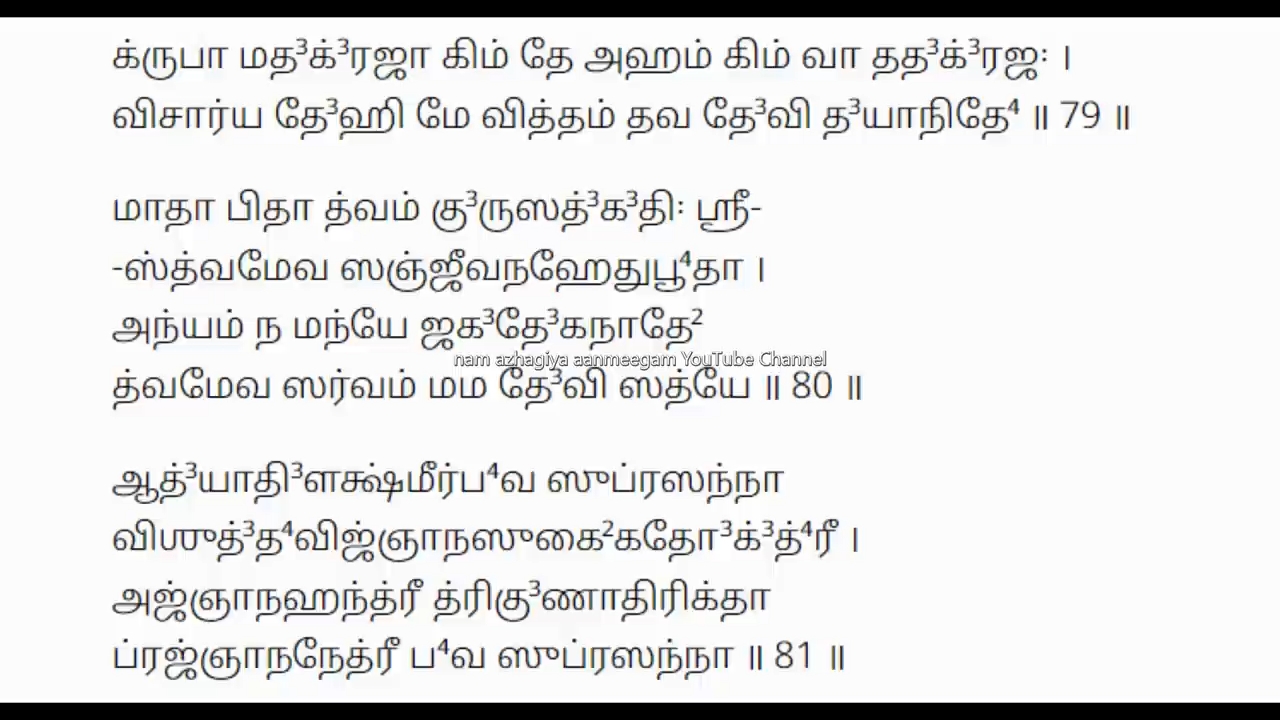 க்ருபா மத³க்³ரஜா கிம் தே அஹம் கிம் வா தத³க்³ரஜ꞉ ।
விசார்ய தே³ஹி மே வித்தம் தவ தே³வி த³யாநிதே⁴ ॥ 79 ॥
மாதா பிதா த்வம் கு³ருஸத்³க³தி꞉ ஶ்ரீ-
-ஸ்த்வமேவ ஸஞ்ஜீவநஹேதுபூ⁴தா ।
அந்யம் ந மந்யே ஜக³தே³கநாதே²
nam azhagiya aanmeegam YouTube Channel
த்வமேவ ஸர்வம் மம தே³வி ஸத்யே ॥ 80 ॥
ஆத்³யாதி³ளக்ஷ்மீர்ப⁴வ ஸுப்ரஸந்நா
விஶுத்³த⁴விஜ்ஞாநஸுகை²கதோ³க்³த்⁴ரீ ।
அஜ்ஞாநஹந்த்ரீ த்ரிகு³ணாதிரிக்தா
ப்ரஜ்ஞாநநேத்ரீ ப⁴வ ஸுப்ரஸந்நா ॥ 81 ॥